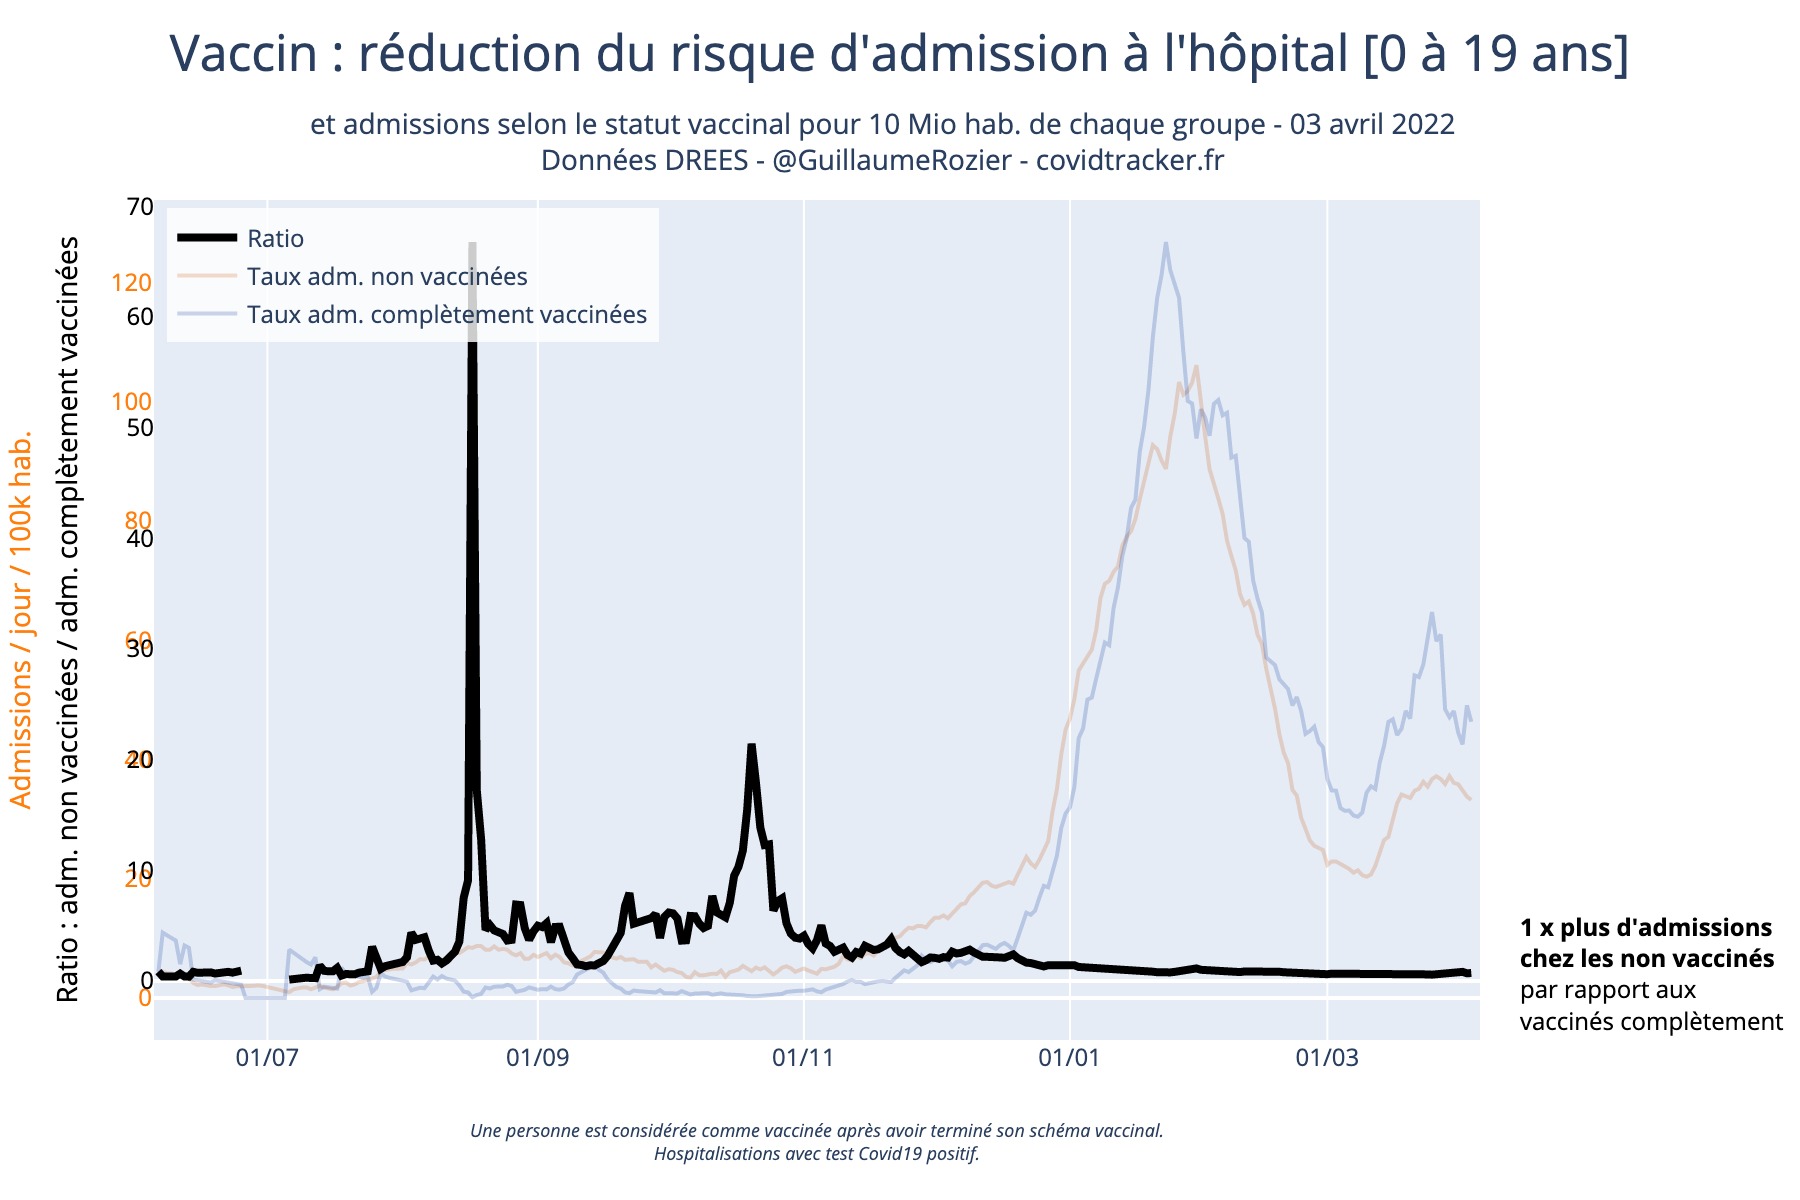 Vaccin : réduction du risque d'admission à l'hôpital [0 à 19 ans]
et admissions selon le statut vaccinal pour 10 Mio hab. de chaque groupe - 03 avril 2022
Données DREES - @GuillaumeRozier - covidtracker.fr
Admissions / jour / 100k hab.
Ratio : adm. non vaccinées / adm. complètement vaccinées
70
120
60
100
50
80
40
60
30
40
20
10
20
0
0
Ratio
Taux adm. non vaccinées
Taux adm. complètement vaccinées
01/07
01/09
01/11
01/01
01/03
1 x plus d'admissions
chez les non vaccinés
par rapport aux
vaccinés complètement
Une personne est considérée comme vaccinée après avoir terminé son schéma vaccinal.
Hospitalisations avec test Covid19 positif.